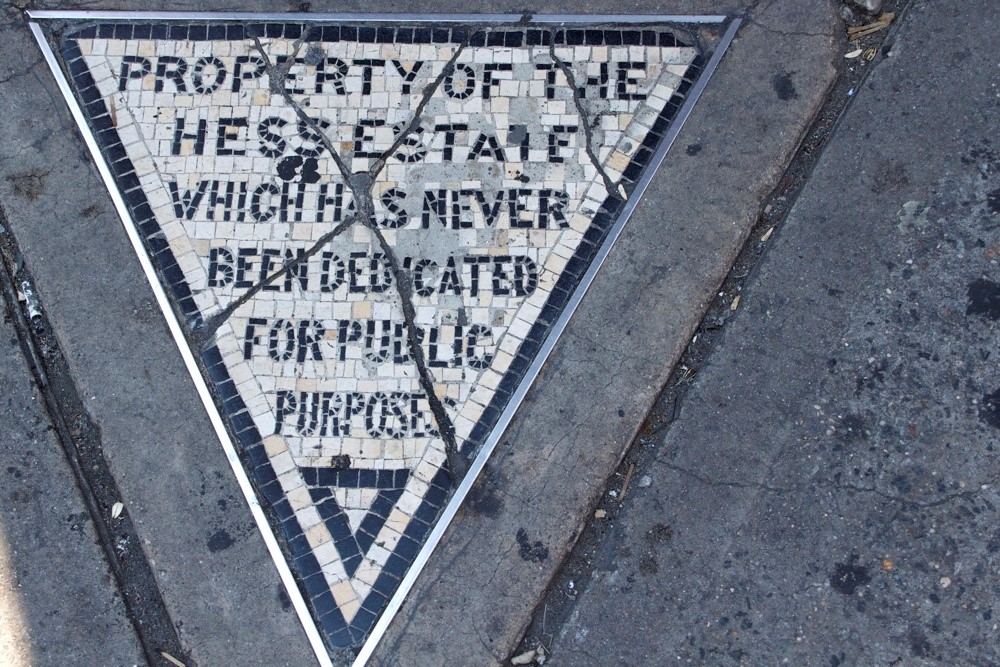 PROPERTY OF THE
HESS ESTATE
WHICH HAS NEVER
BEEN DEDICATED
FOR PUBLIC
PURPOSES